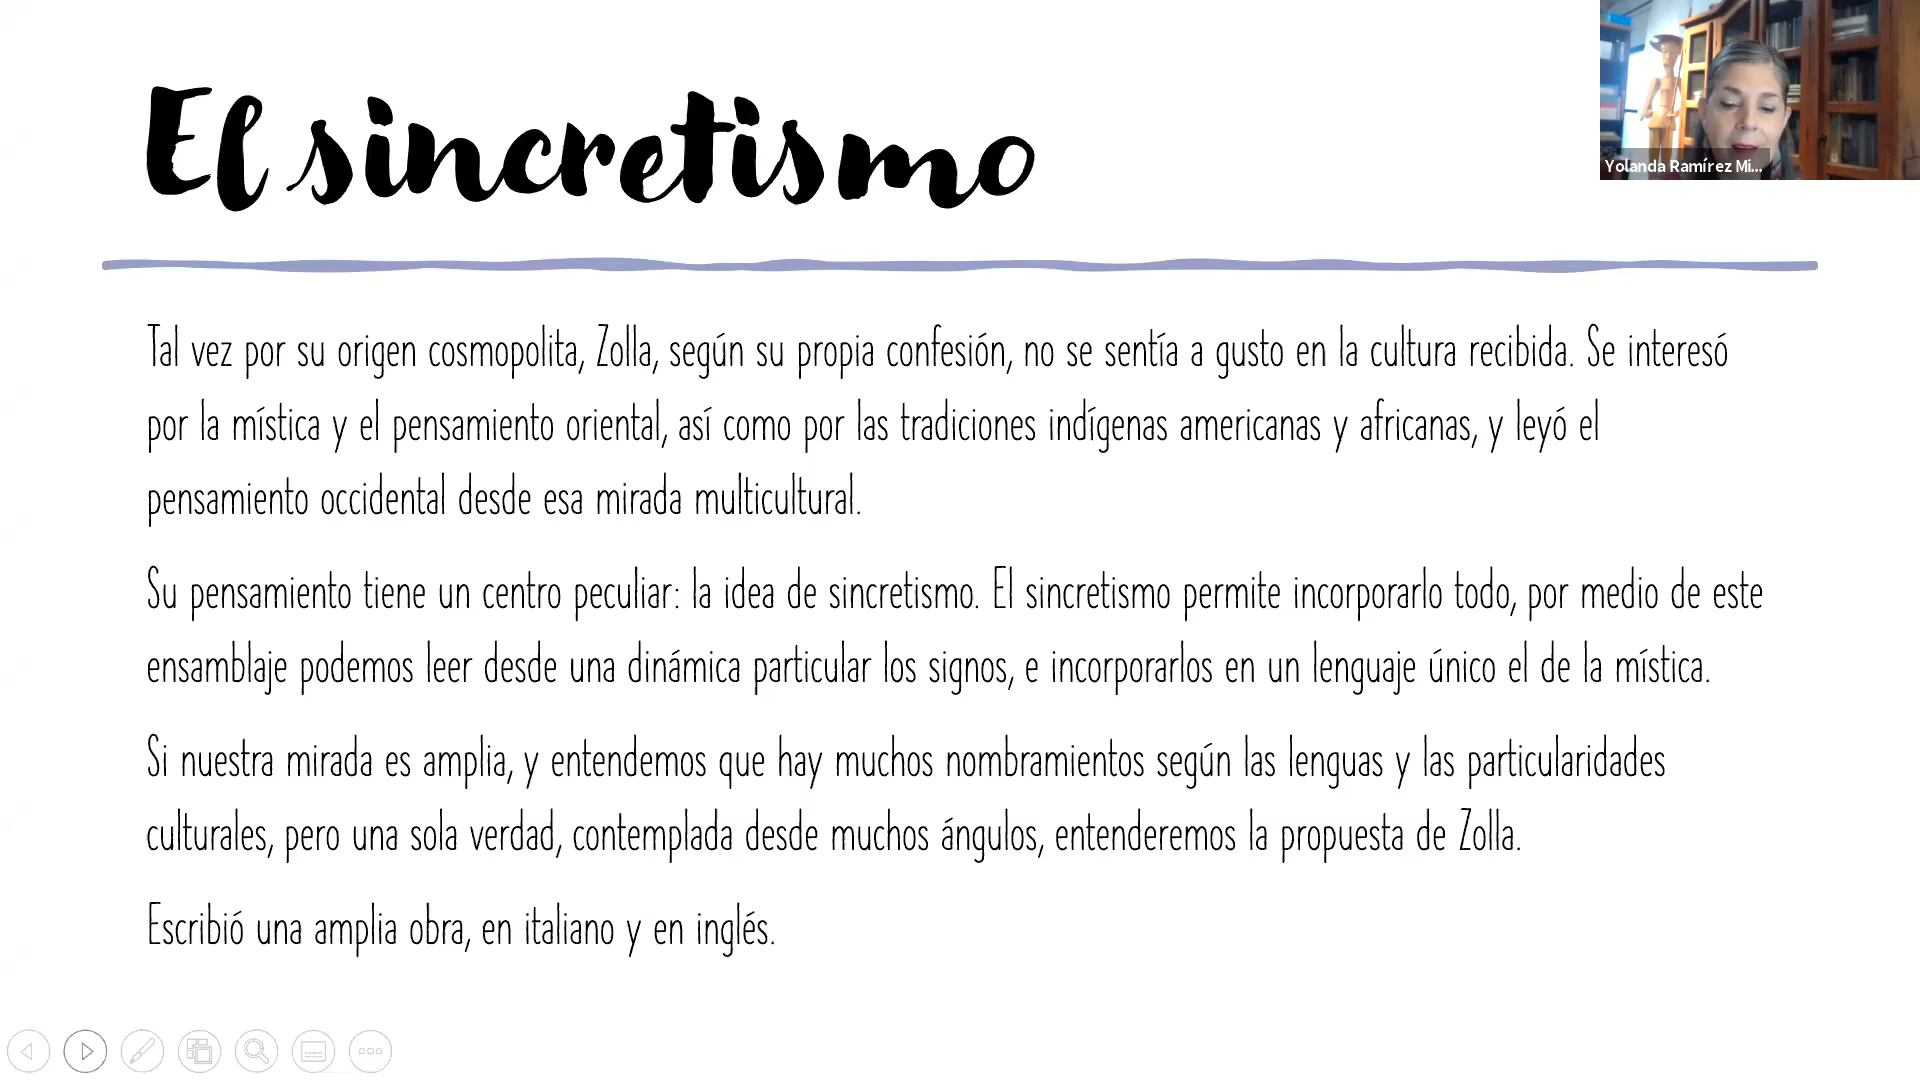 El sincretismo
Yolanda Ramírez Mi...
Tal vez por su origen cosmopolita, Zolla, según su propia confesión, no se sentía a gusto en la cultura recibida. Se interesó
por la mística y el pensamiento oriental, así como por las tradiciones indígenas americanas y africanas, y leyó el
pensamiento occidental desde esa mirada multicultural.
Su pensamiento tiene un centro peculiar: la idea de sincretismo. El sincretismo permite incorporarlo todo, por medio de este
ensamblaje podemos leer desde una dinámica particular los signos, e incorporarlos en un lenguaje único el de la mística.
Si nuestra mirada es amplia, y entendemos que hay muchos nombramientos según las lenguas y las particularidades
culturales, pero una sola verdad, contemplada desde muchos ángulos, entenderemos la propuesta de Zolla.
Escribió una amplia obra, en italiano y en inglés.